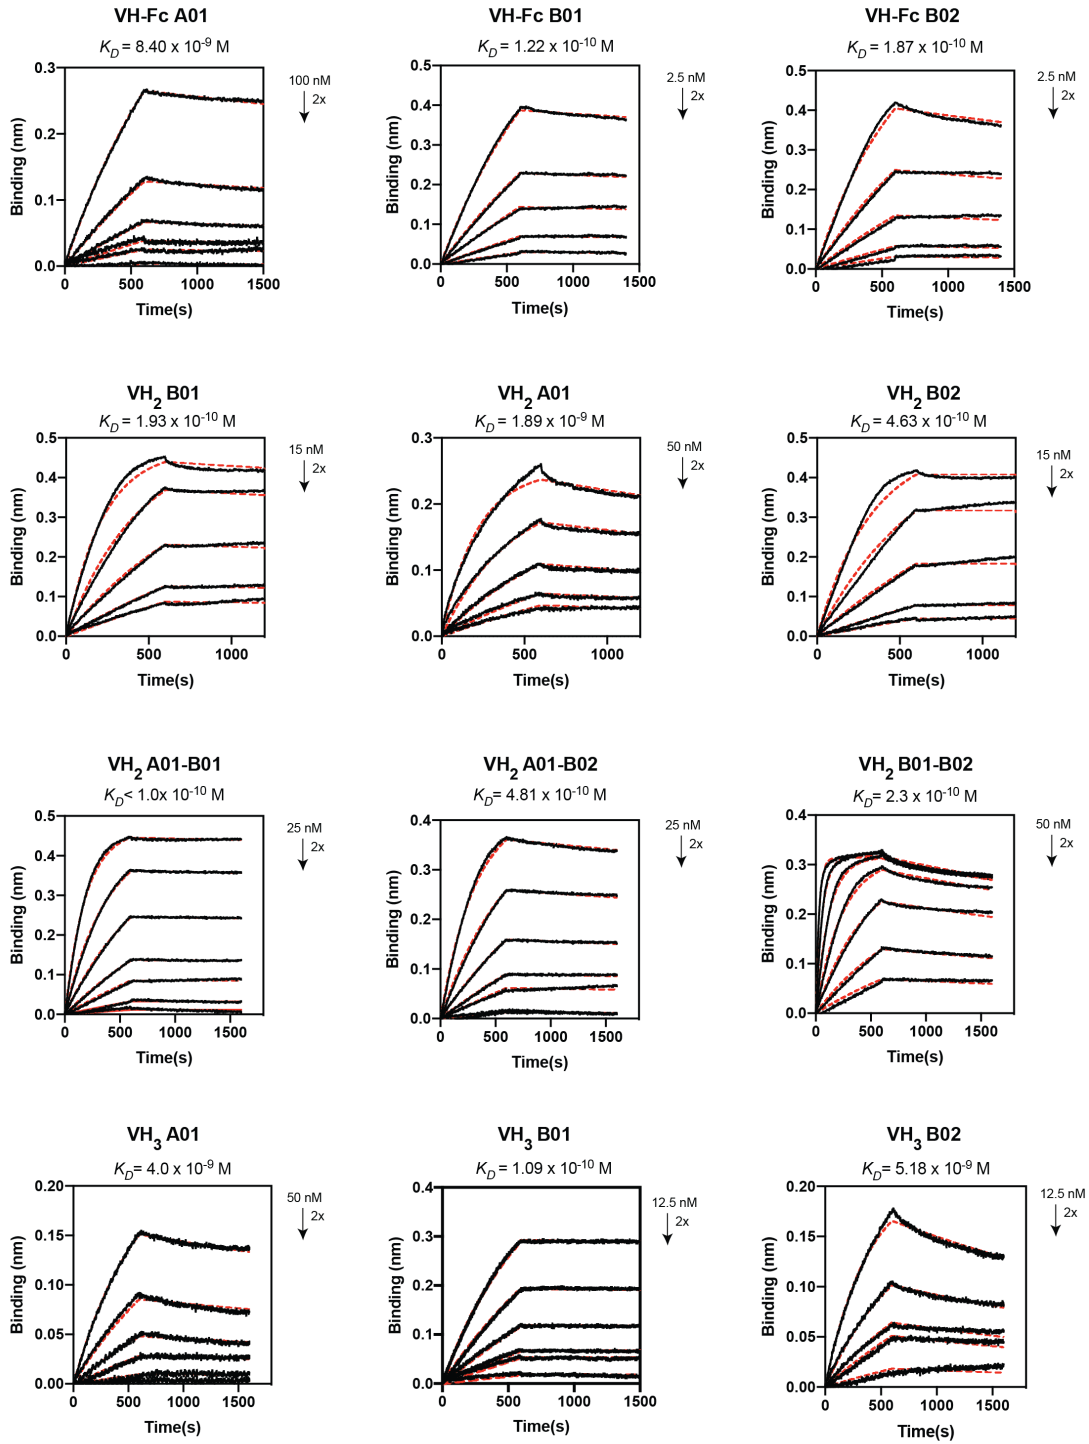 VH-Fc A01
K_D = 8.40 x 10^-9 M
Binding (nm)
0.3
0.2
0.1
0.0
0 500 1000 1500
Time(s)
100 nM
2x
VH-Fc B01
K_D = 1.22 x 10^-10 M
Binding (nm)
0.5
0.4
0.3
0.2
0.1
0.0
0 500 1000 1500
Time(s)
2.5 nM
2x
VH-Fc B02
K_D = 1.87 x 10^-10 M
Binding (nm)
0.5
0.4
0.3
0.2
0.1
0.0
0 500 1000 1500
Time(s)
2.5 nM
2x
VH_2 B01
K_D = 1.93 x 10^-10 M
Binding (nm)
0.5
0.4
0.3
0.2
0.1
0.0
0 500 1000
Time(s)
15 nM
2x
VH_2 A01
K_D = 1.89 x 10^-9 M
Binding (nm)
0.3
0.2
0.1
0.0
0 500 1000
Time(s)
50 nM
2x
VH_2 B02
K_D = 4.63 x 10^-10 M
Binding (nm)
0.5
0.4
0.3
0.2
0.1
0.0
0 500 1000
Time(s)
15 nM
2x
VH_2 A01-B01
K_D< 1.0x 10^-10 M
Binding (nm)
0.5
0.4
0.3
0.2
0.1
0.0
0 500 1000 1500
Time(s)
25 nM
2x
VH_2 A01-B02
K_D= 4.81 x 10^-10 M
Binding (nm)
0.4
0.3
0.2
0.1
0.0
0 500 1000 1500
Time(s)
25 nM
2x
VH_2 B01-B02
K_D= 2.3 x 10^-10 M
Binding (nm)
0.4
0.3
0.2
0.1
0.0
0 500 1000 1500
Time(s)
50 nM
2x
VH_3 A01
K_D= 4.0 x 10^-9 M
Binding (nm)
0.20
0.15
0.10
0.05
0.00
0 500 1000 1500
Time(s)
50 nM
2x
VH_3 B01
K_D = 1.09 x 10^-10 M
Binding (nm)
0.4
0.3
0.2
0.1
0.0
0 500 1000 1500
Time(s)
12.5 nM
2x
VH_3 B02
K_D= 5.18 x 10^-9 M
Binding (nm)
0.20
0.15
0.10
0.05
0.00
0 500 1000 1500
Time(s)
12.5 nM
2x